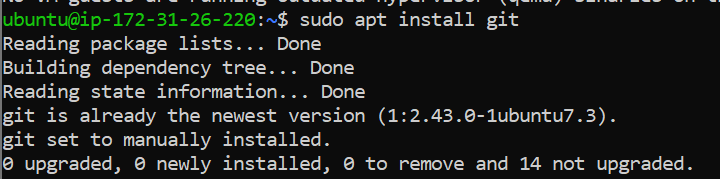 ubuntu@ip-172-31-26-220:~$ sudo apt install git
Reading package lists... Done
Building dependency tree... Done
Reading state information... Done
git is already the newest version (1:2.43.0-1ubuntu7.3).
git set to manually installed.
0 upgraded, 0 newly installed, 0 to remove and 14 not upgraded.